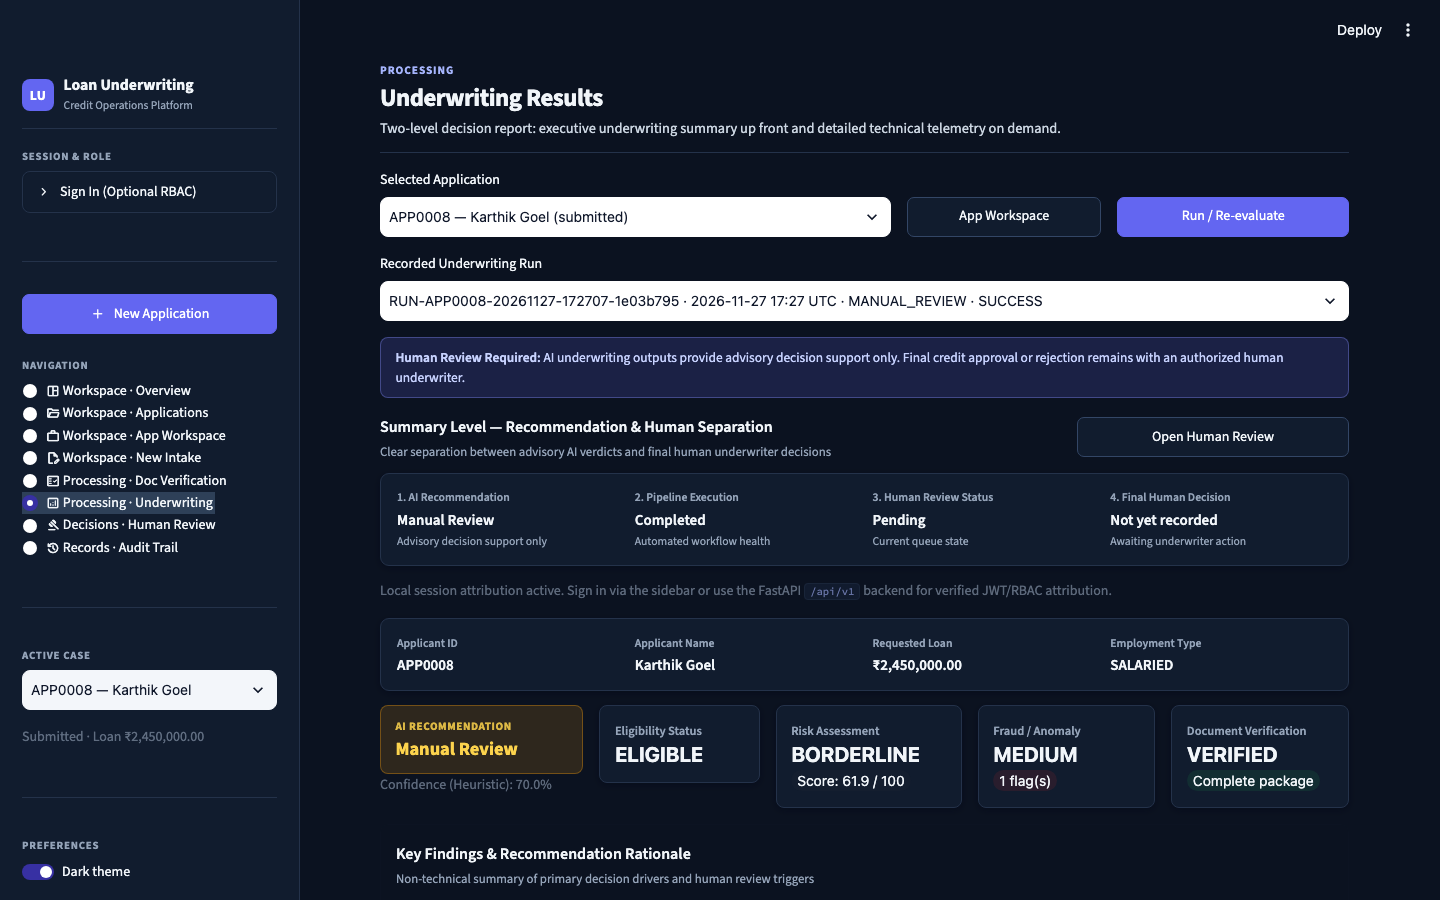 Deploy
LU
Loan Underwriting
Credit Operations Platform
SESSION & ROLE
Sign In (Optional RBAC)
New Application
NAVIGATION
Workspace · Overview
Workspace · Applications
Workspace · App Workspace
Workspace · New Intake
Processing · Doc Verification
Processing · Underwriting
Decisions · Human Review
Records · Audit Trail
ACTIVE CASE
APP0008 — Karthik Goel
Submitted · Loan ₹2,450,000.00
PREFERENCES
Dark theme
PROCESSING
Underwriting Results
Two-level decision report: executive underwriting summary up front and detailed technical telemetry on demand.
Selected Application
APP0008 — Karthik Goel (submitted)
App Workspace
Run / Re-evaluate
Recorded Underwriting Run
RUN-APP0008-20261127-172707-1e03b795 · 2026-11-27 17:27 UTC · MANUAL_REVIEW · SUCCESS
Human Review Required: AI underwriting outputs provide advisory decision support only. Final credit approval or rejection remains with an authorized human
underwriter.
Summary Level — Recommendation & Human Separation
Clear separation between advisory AI verdicts and final human underwriter decisions
Open Human Review
1. AI Recommendation
Manual Review
Advisory decision support only
2. Pipeline Execution
Completed
Automated workflow health
3. Human Review Status
Pending
Current queue state
4. Final Human Decision
Not yet recorded
Awaiting underwriter action
Local session attribution active. Sign in via the sidebar or use the FastAPI /api/v1 backend for verified JWT/RBAC attribution.
Applicant ID
APP0008
Applicant Name
Karthik Goel
Requested Loan
₹2,450,000.00
Employment Type
SALARIED
AI RECOMMENDATION
Manual Review
Confidence (Heuristic): 70.0%
Eligibility Status
ELIGIBLE
Risk Assessment
BORDERLINE
Score: 61.9 / 100
Fraud / Anomaly
MEDIUM
1 flag(s)
Document Verification
VERIFIED
Complete package
Key Findings & Recommendation Rationale
Non-technical summary of primary decision drivers and human review triggers